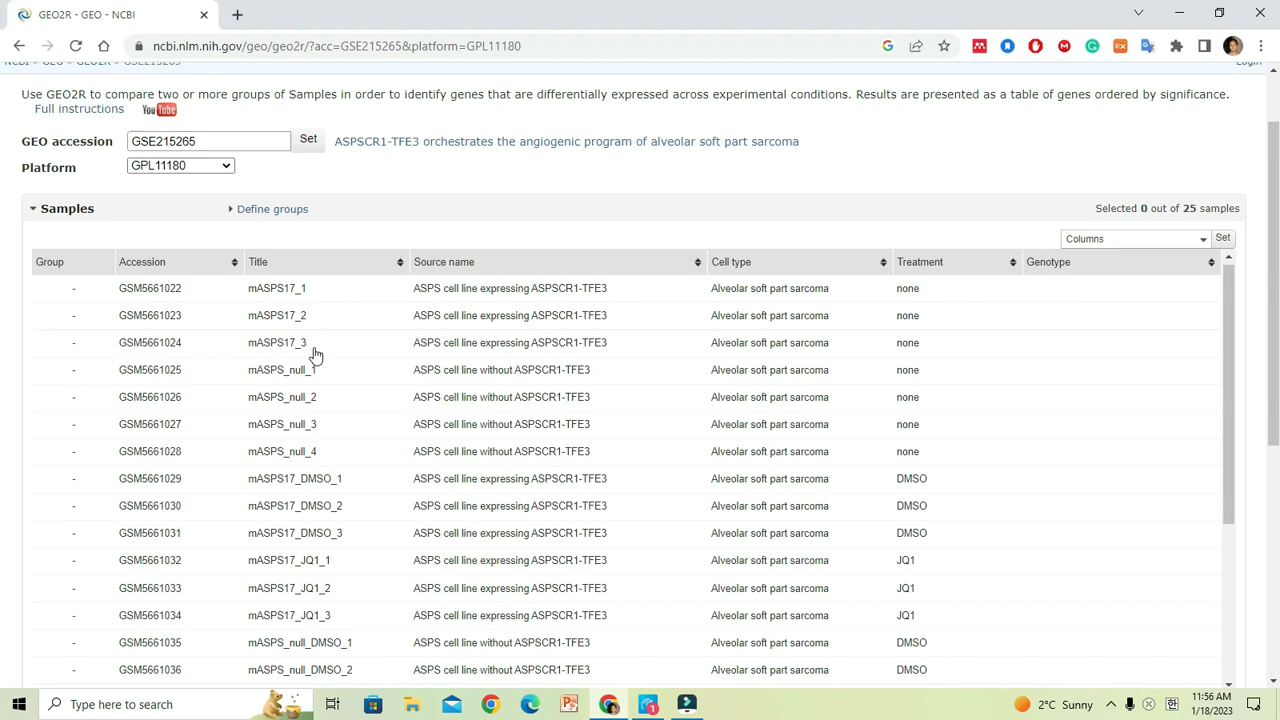 GEO2R - GEO - NCBI
ncbi.nlm.nih.gov/geo/geo2r/?acc=GSE215265&platform=GPL11180
NCBI » GEO » GEO2R » GSE215265 Login
Use GEO2R to compare two or more groups of Samples in order to identify genes that are differentially expressed across experimental conditions. Results are presented as a table of genes ordered by significance.
Full instructions YouTube
GEO accession GSE215265 Set ASPSCR1-TFE3 orchestrates the angiogenic program of alveolar soft part sarcoma
Platform GPL11180
Samples Define groups Selected 0 out of 25 samples
Columns Set
Group Accession Title Source name Cell type Treatment Genotype
- GSM5661022 mASPS17_1 ASPS cell line expressing ASPSCR1-TFE3 Alveolar soft part sarcoma none
- GSM5661023 mASPS17_2 ASPS cell line expressing ASPSCR1-TFE3 Alveolar soft part sarcoma none
- GSM5661024 mASPS17_3 ASPS cell line expressing ASPSCR1-TFE3 Alveolar soft part sarcoma none
- GSM5661025 mASPS_null_1 ASPS cell line without ASPSCR1-TFE3 Alveolar soft part sarcoma none
- GSM5661026 mASPS_null_2 ASPS cell line without ASPSCR1-TFE3 Alveolar soft part sarcoma none
- GSM5661027 mASPS_null_3 ASPS cell line without ASPSCR1-TFE3 Alveolar soft part sarcoma none
- GSM5661028 mASPS_null_4 ASPS cell line without ASPSCR1-TFE3 Alveolar soft part sarcoma none
- GSM5661029 mASPS17_DMSO_1 ASPS cell line expressing ASPSCR1-TFE3 Alveolar soft part sarcoma DMSO
- GSM5661030 mASPS17_DMSO_2 ASPS cell line expressing ASPSCR1-TFE3 Alveolar soft part sarcoma DMSO
- GSM5661031 mASPS17_DMSO_3 ASPS cell line expressing ASPSCR1-TFE3 Alveolar soft part sarcoma DMSO
- GSM5661032 mASPS17_JQ1_1 ASPS cell line expressing ASPSCR1-TFE3 Alveolar soft part sarcoma JQ1
- GSM5661033 mASPS17_JQ1_2 ASPS cell line expressing ASPSCR1-TFE3 Alveolar soft part sarcoma JQ1
- GSM5661034 mASPS17_JQ1_3 ASPS cell line expressing ASPSCR1-TFE3 Alveolar soft part sarcoma JQ1
- GSM5661035 mASPS_null_DMSO_1 ASPS cell line without ASPSCR1-TFE3 Alveolar soft part sarcoma DMSO
- GSM5661036 mASPS_null_DMSO_2 ASPS cell line without ASPSCR1-TFE3 Alveolar soft part sarcoma DMSO
Type here to search
2°C Sunny
11:56 AM
1/18/2023